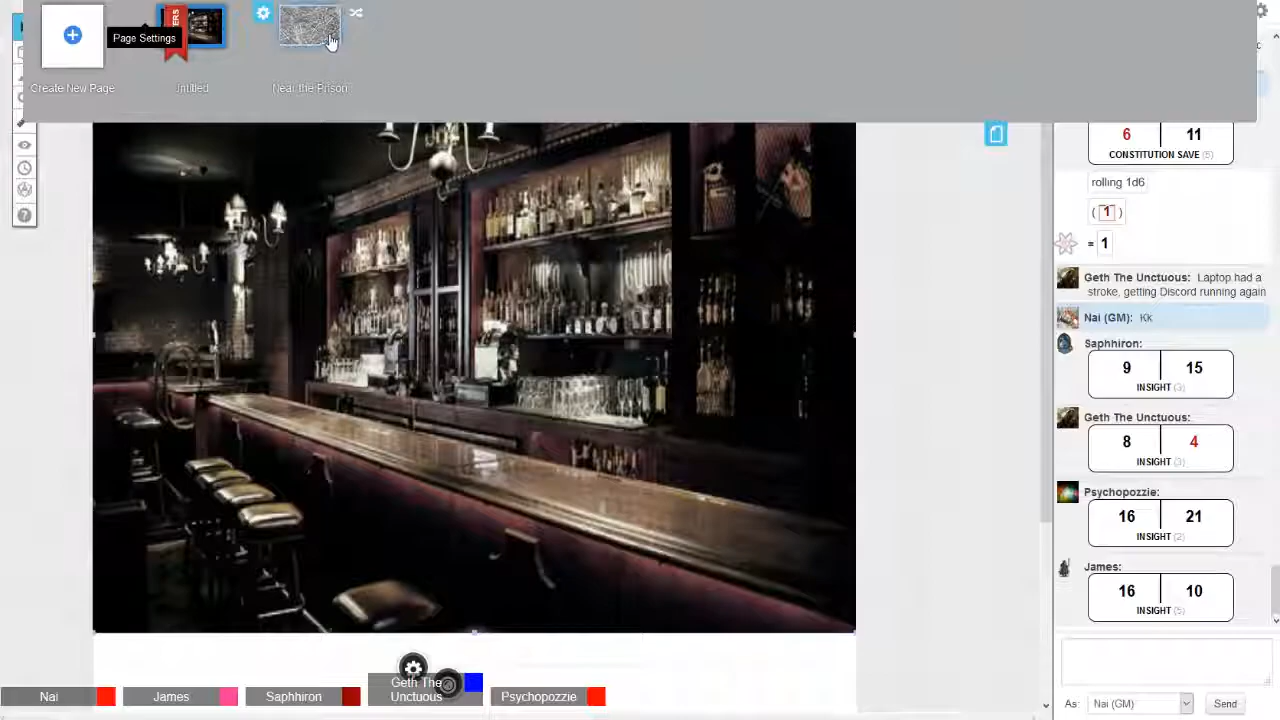 Page Settings
ERS
Create New Page
Untitled
Near the Prison
6 11
CONSTITUTION SAVE (5)
rolling 1d6
( 1 )
= 1
Geth The Unctuous: Laptop had a
stroke, getting Discord running again
Nai (GM): Kk
Saphhiron:
9 15
INSIGHT (3)
Geth The Unctuous:
8 4
INSIGHT (3)
Psychopozzie:
16 21
INSIGHT (2)
James:
16 10
INSIGHT (5)
As: Nai (GM) Send
Nai
James
Saphhiron
Geth The
Unctuous
Psychopozzie